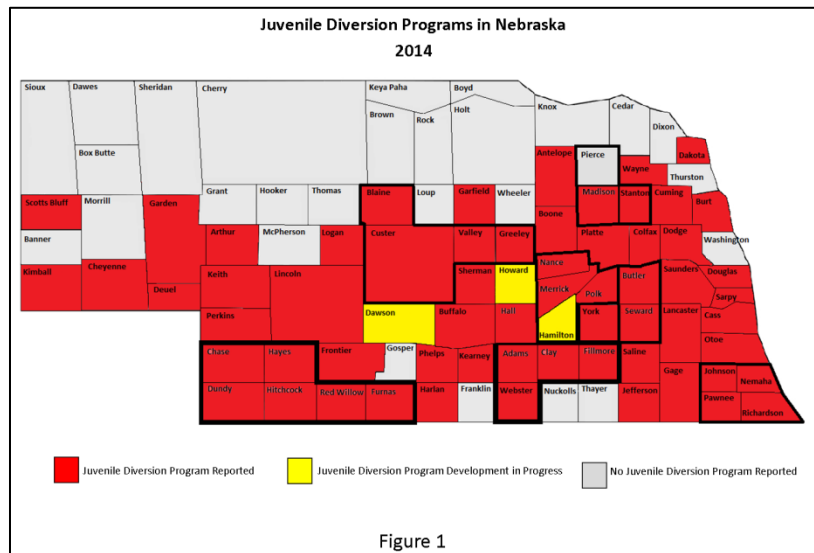 Juvenile Diversion Programs in Nebraska
2014
Sioux
Dawes
Sheridan
Cherry
Keya Paha
Boyd
Knox
Cedar
Dixon
Dakota
Brown
Rock
Holt
Box Butte
Antelope
Pierce
Wayne
Thurston
Scotts Bluff
Morrill
Garden
Grant
Hooker
Thomas
Blaine
Loup
Garfield
Wheeler
Madison
Stanton
Cuming
Burt
Boone
Banner
Arthur
McPherson
Logan
Custer
Valley
Greeley
Platte
Colfax
Dodge
Washington
Kimball
Cheyenne
Deuel
Keith
Lincoln
Sherman
Howard
Nance
Merrick
Polk
Butler
Saunders
Douglas
Sarpy
Perkins
Dawson
Buffalo
Hall
Hamilton
York
Seward
Lancaster
Cass
Otoe
Chase
Hayes
Frontier
Gosper
Phelps
Kearney
Adams
Clay
Fillmore
Saline
Gage
Johnson
Nemaha
Dundy
Hitchcock
Red Willow
Furnas
Harlan
Franklin
Webster
Nuckolls
Thayer
Jefferson
Pawnee
Richardson
Juvenile Diversion Program Reported
Juvenile Diversion Program Development in Progress
No Juvenile Diversion Program Reported
Figure 1